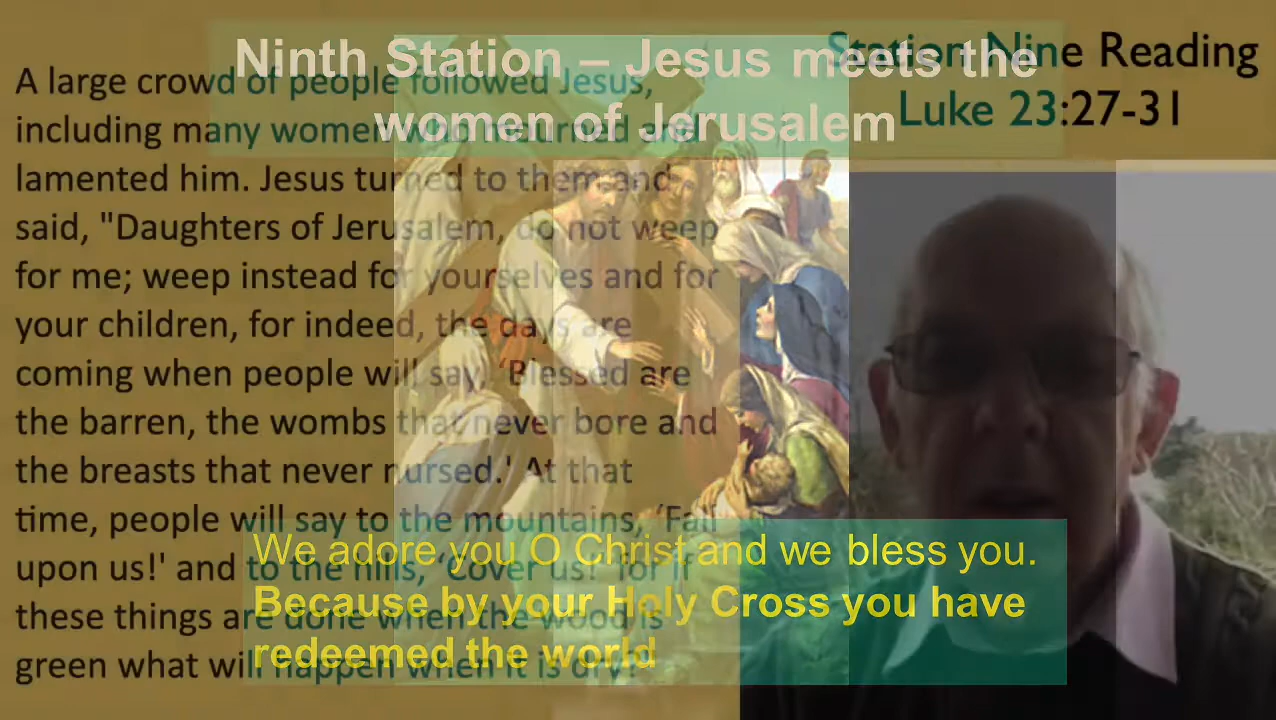 Ninth Station – Jesus meets the
women of Jerusalem
Station Nine Reading
Luke 23:27-31
A large crowd of people followed Jesus,
including many women who mourned and
lamented him. Jesus turned to them and
said, "Daughters of Jerusalem, do not weep
for me; weep instead for yourselves and for
your children, for indeed, the days are
coming when people will say, 'Blessed are
the barren, the wombs that never bore and
the breasts that never nursed.' At that
time, people will say to the mountains, 'Fall
upon us!' and to the hills, 'Cover us!' for if
these things are done when the wood is
green what will happen when it is dry?
We adore you O Christ and we bless you.
Because by your Holy Cross you have
redeemed the world